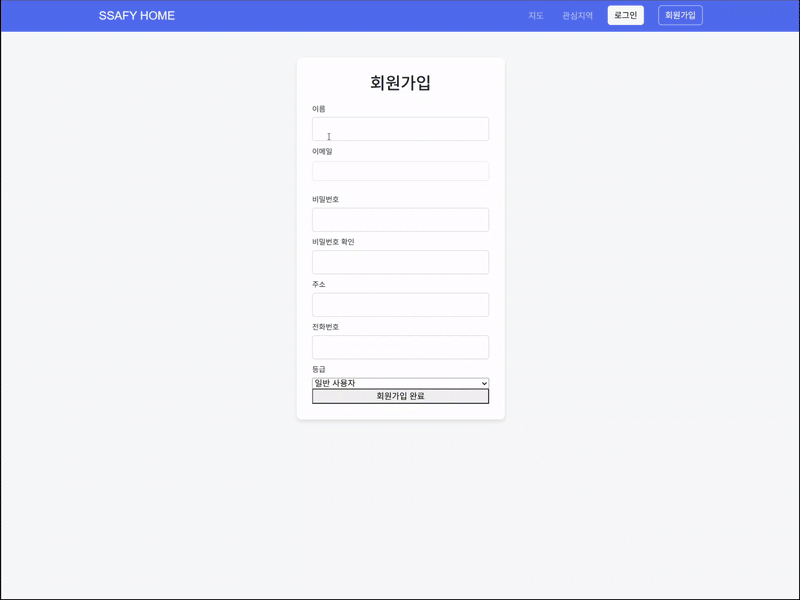 SSAFY HOME
지도
관심지역
로그인
회원가입
회원가입
이름
이메일
비밀번호
비밀번호 확인
주소
전화번호
등급
일반 사용자
회원가입 완료